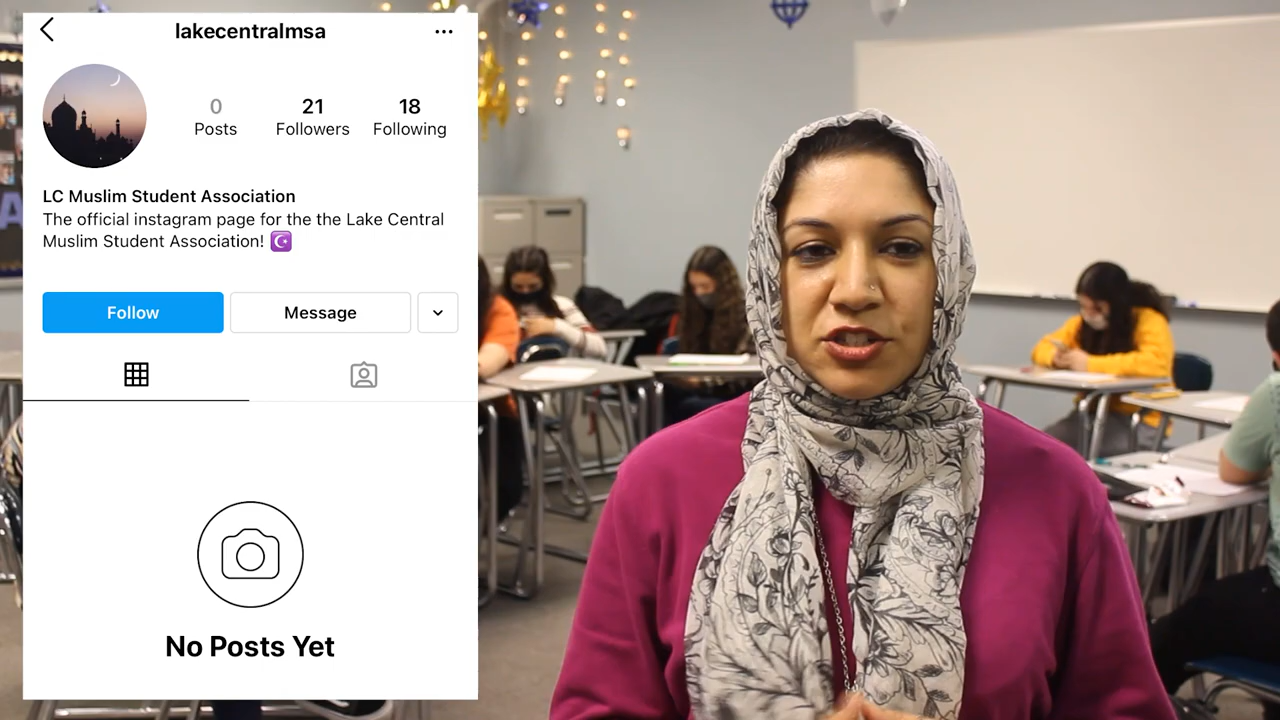 lakecentralmsa
0 21 18
Posts Followers Following
LC Muslim Student Association
The official instagram page for the the Lake Central
Muslim Student Association! ☪️
Follow Message
No Posts Yet
A